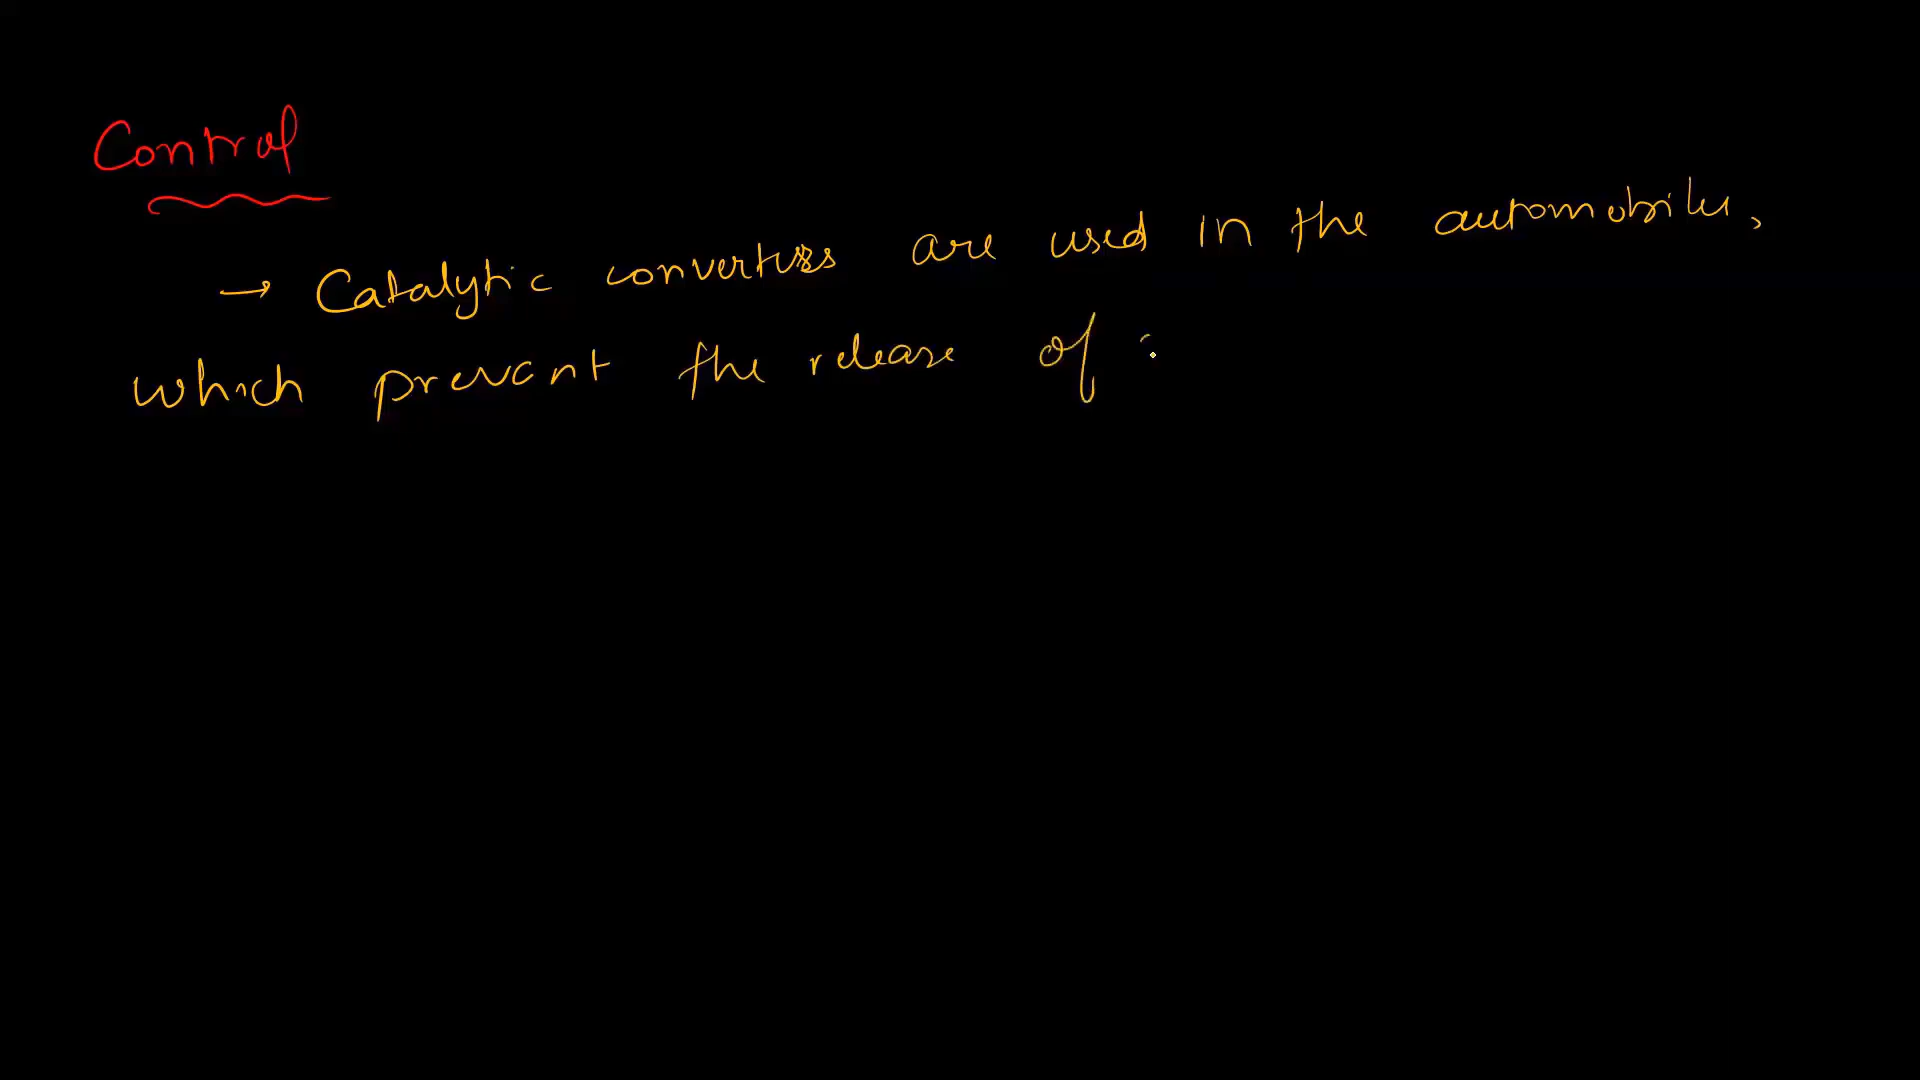 Control
→ Catalytic converters are used in the automobiles,
which prevent the release of